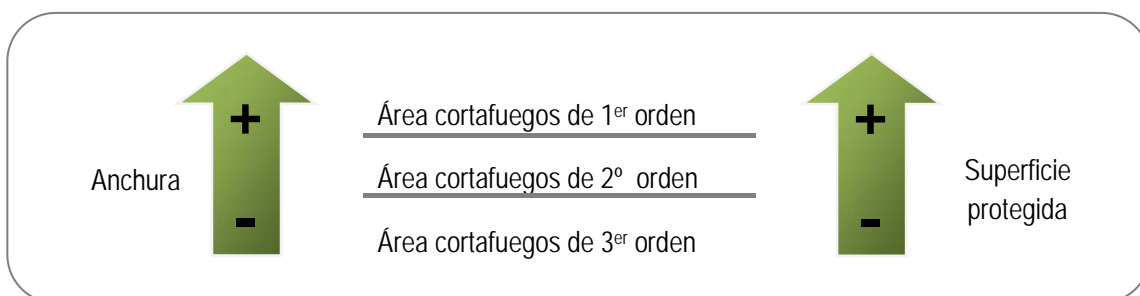 +
+
Área cortafuegos de 1er orden
Anchura
Área cortafuegos de 2º orden
Superficie
protegida
-
-
Área cortafuegos de 3er orden